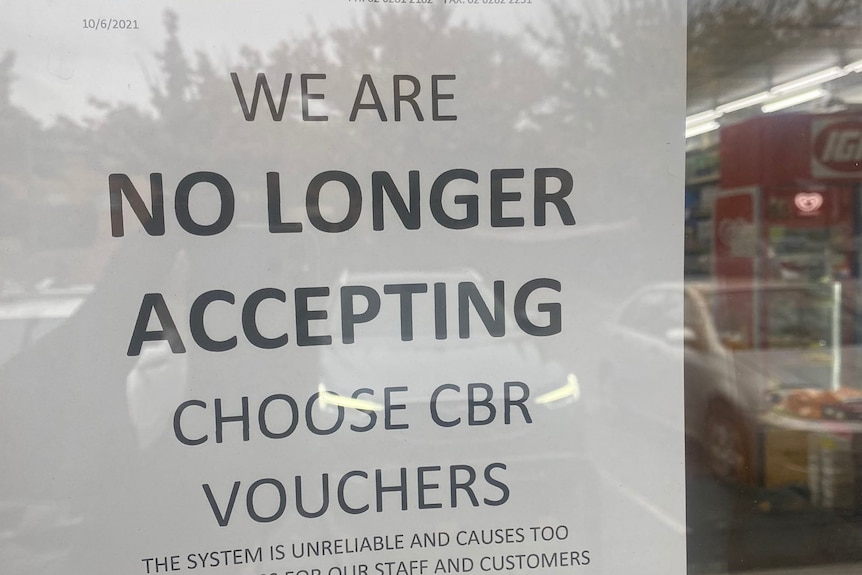 10/6/2021
WE ARE
NO LONGER
ACCEPTING
CHOOSE CBR
VOUCHERS
THE SYSTEM IS UNRELIABLE AND CAUSES TOO
FOR OUR STAFF AND CUSTOMERS
IGA